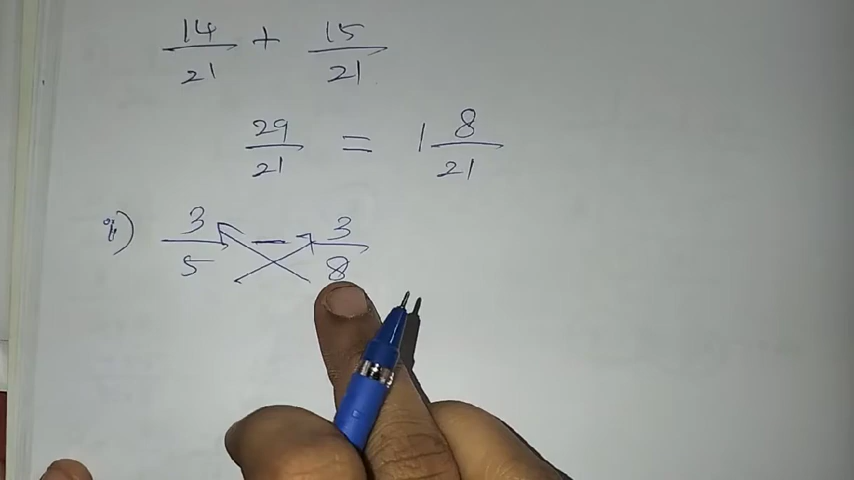 14/21 + 15/21
29/21 = 1 8/21
3/5 - 3/8